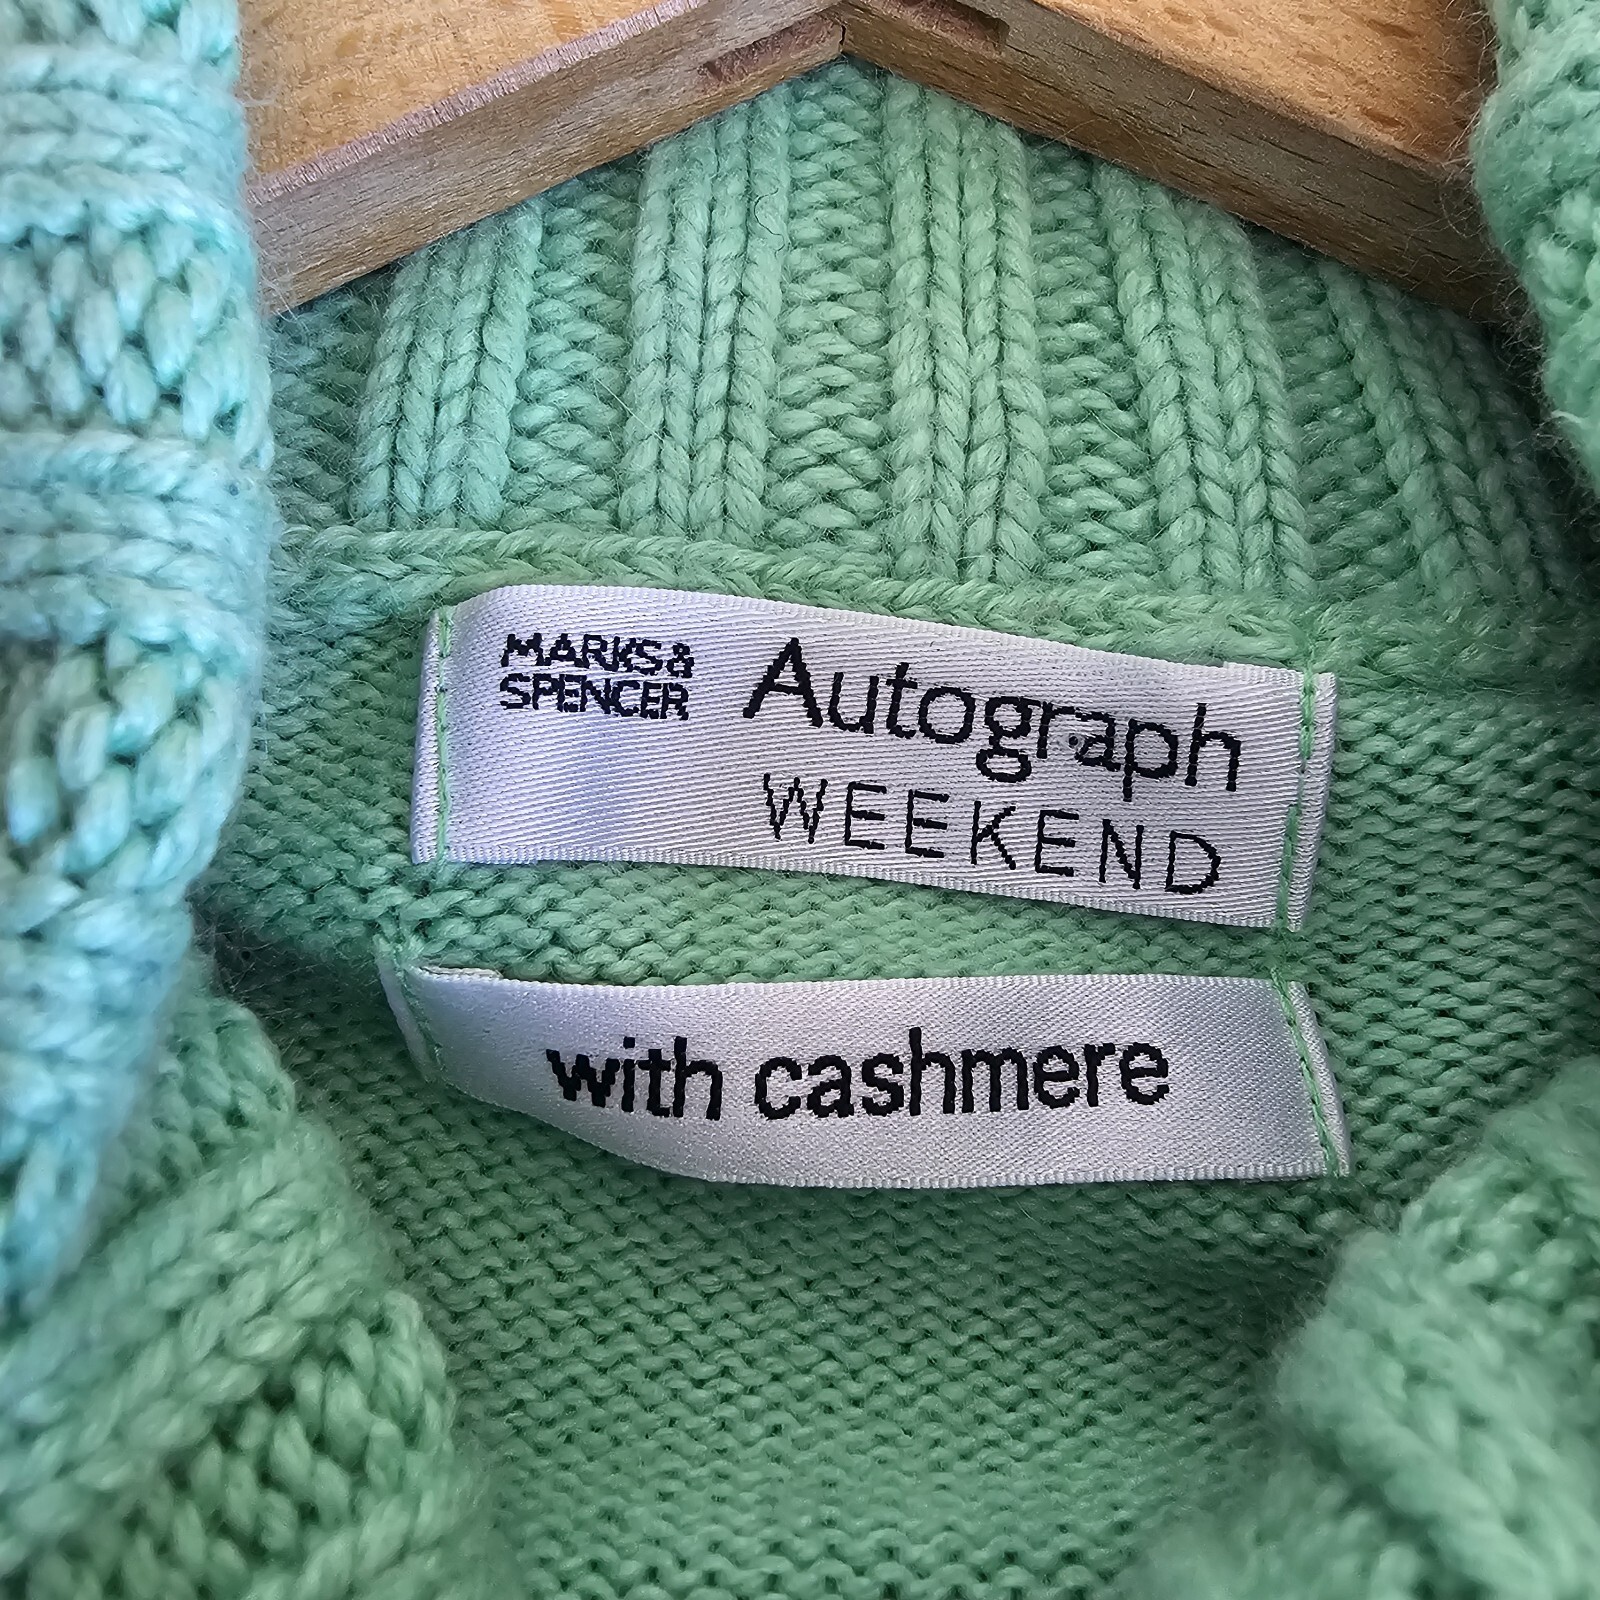 MARKS&
SPENCER
Autograph
WEEKEND
with cashmere